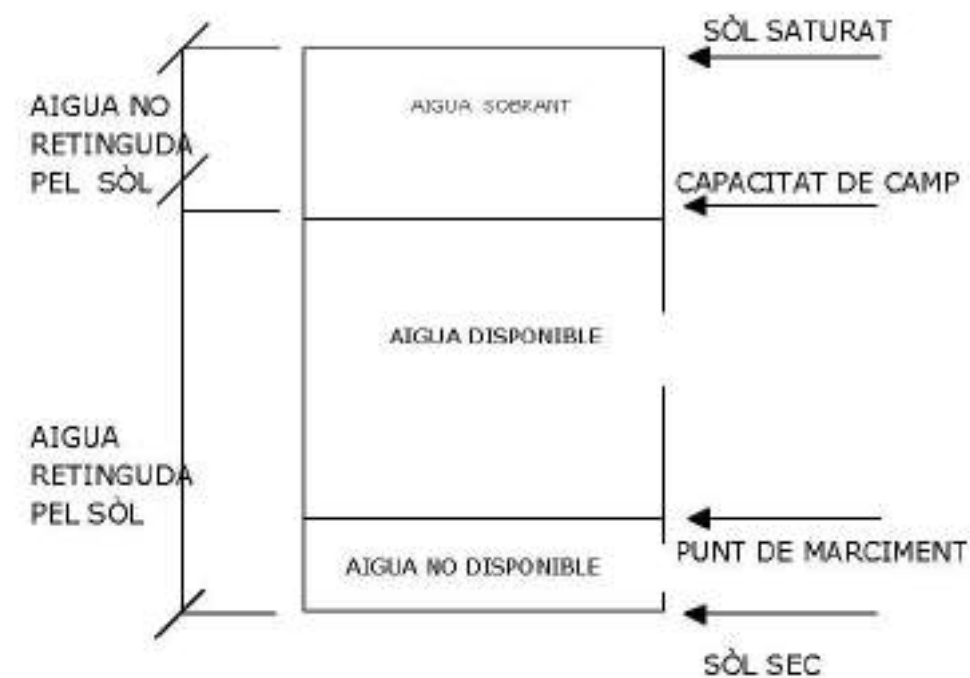 SÒL SATURAT
AIGUA SOBRANT
AIGUA NO
RETINGUDA
PEL SÒL
CAPACITAT DE CAMP
AIGUA DISPONIBLE
AIGUA
RETINGUDA
PEL SÒL
PUNT DE MARCIMENT
AIGUA NO DISPONIBLE
SÒL SEC